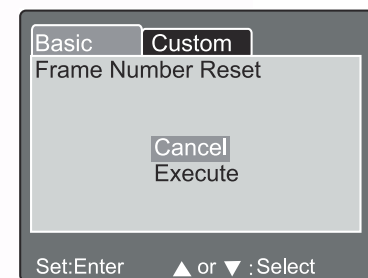 Basic Custom
Frame Number Reset
Cancel
Execute
Set:Enter ▲ or ▼ :Select